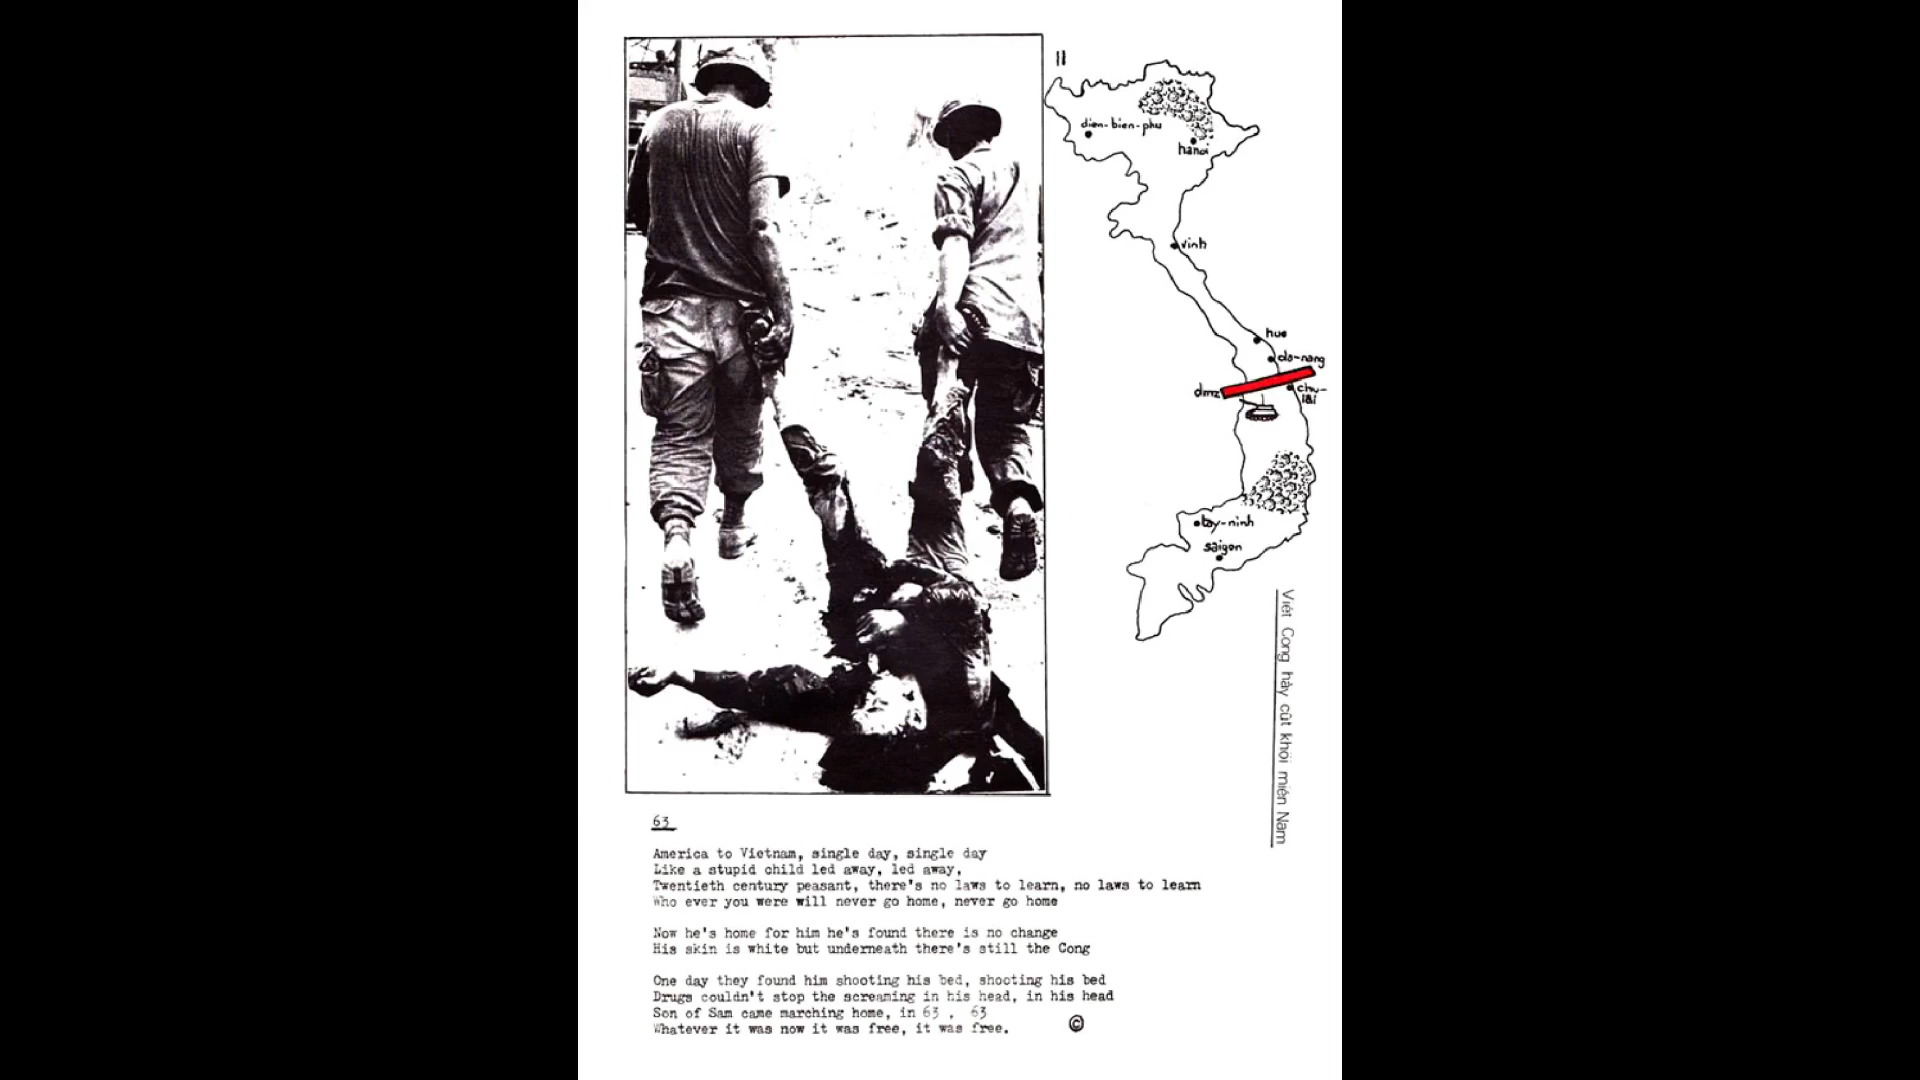 11
dien-bien-phu
hanoi
vinh
hue
da-nang
dmz
chu-
lai
tay-ninh
saigon
Viét Cong hãy cût khôi mién Nam
63
America to Vietnam, single day, single day
Like a stupid child led away, led away,
Twentieth century peasant, there's no laws to learn, no laws to learn
Who ever you were will never go home, never go home
Now he's home for him he's found there is no change
His skin is white but underneath there's still the Cong
One day they found him shooting his bed, shooting his bed
Drugs couldn't stop the screaming in his head, in his head
Son of Sam came marching home, in 63 , 63
Whatever it was now it was free, it was free.
©